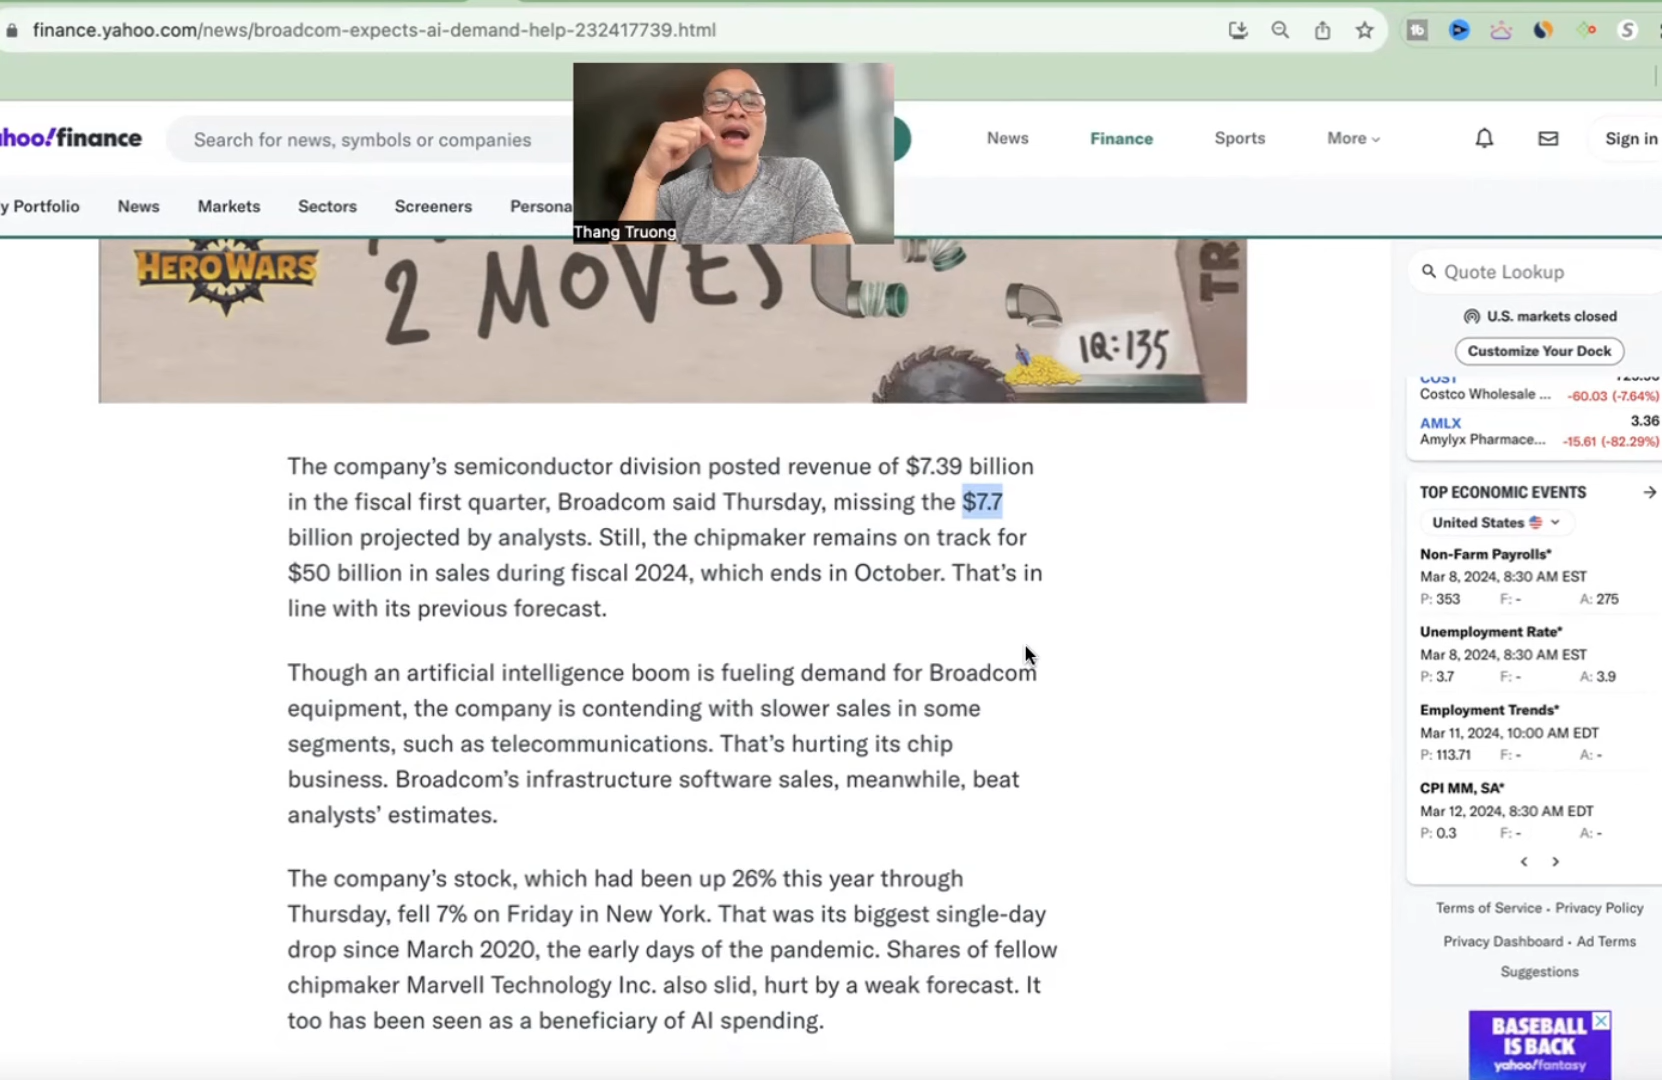 finance.yahoo.com/news/broadcom-expects-ai-demand-help-232417739.html
hoo!finance
Search for news, symbols or companies
News
Finance
Sports
More
Sign in
y Portfolio
News
Markets
Sectors
Screeners
Persona
Thang Truong
HERO WARS
2 MOVES
TR
IQ:135
Quote Lookup
U.S. markets closed
Customize Your Dock
COST
Costco Wholesale ... -60.03 (-7.64%)
AMLX 3.36
Amylyx Pharmace... -15.61 (-82.29%)
The company's semiconductor division posted revenue of $7.39 billion
in the fiscal first quarter, Broadcom said Thursday, missing the $7.7
billion projected by analysts. Still, the chipmaker remains on track for
$50 billion in sales during fiscal 2024, which ends in October. That's in
line with its previous forecast.
Though an artificial intelligence boom is fueling demand for Broadcom
equipment, the company is contending with slower sales in some
segments, such as telecommunications. That's hurting its chip
business. Broadcom's infrastructure software sales, meanwhile, beat
analysts' estimates.
The company's stock, which had been up 26% this year through
Thursday, fell 7% on Friday in New York. That was its biggest single-day
drop since March 2020, the early days of the pandemic. Shares of fellow
chipmaker Marvell Technology Inc. also slid, hurt by a weak forecast. It
too has been seen as a beneficiary of AI spending.
TOP ECONOMIC EVENTS
United States
Non-Farm Payrolls*
Mar 8, 2024, 8:30 AM EST
P: 353 F: - A: 275
Unemployment Rate*
Mar 8, 2024, 8:30 AM EST
P: 3.7 F: - A: 3.9
Employment Trends*
Mar 11, 2024, 10:00 AM EDT
P: 113.71 F: - A: -
CPI MM, SA*
Mar 12, 2024, 8:30 AM EDT
P: 0.3 F: - A: -
Terms of Service • Privacy Policy
Privacy Dashboard • Ad Terms
Suggestions
BASEBALL
IS BACK
yahoo!fantasy